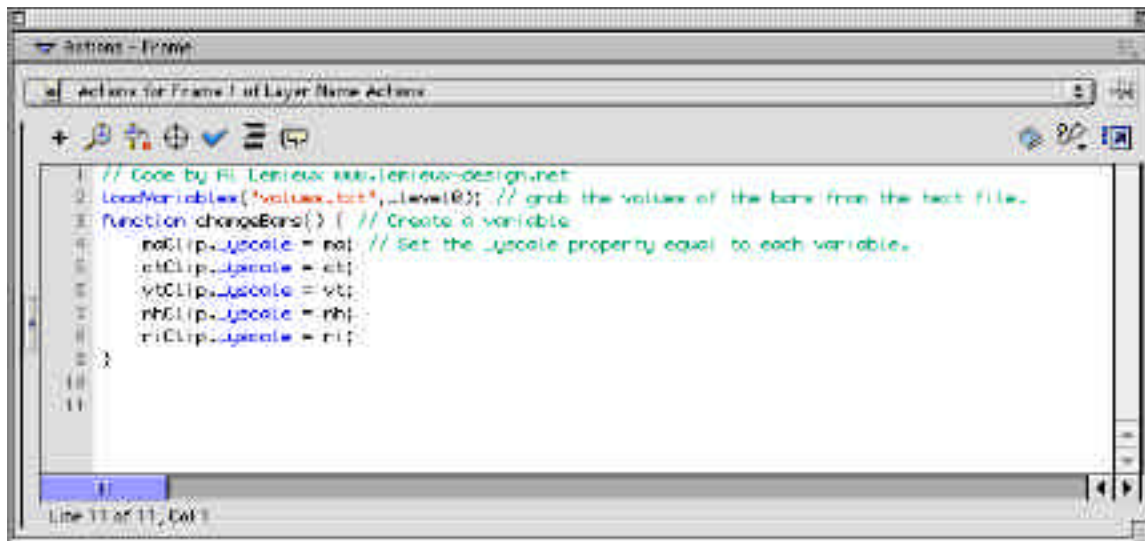 Actions - Frame
Actions for Frame 1 of Layer Name Actions
1 // Code by Al Lemieux www.lemieux-design.net
2 loadVariables("values.txt",_level0); // grab the values of the bars from the text file.
3 function changeBars() { // Create a variable
4 maClip._yscale = ma; // Set the _yscale property equal to each variable.
5 ctClip._yscale = ct;
6 vtClip._yscale = vt;
7 nhClip._yscale = nh;
8 riClip._yscale = ri;
9 }
10
11
Line 11 of 11, Col 1